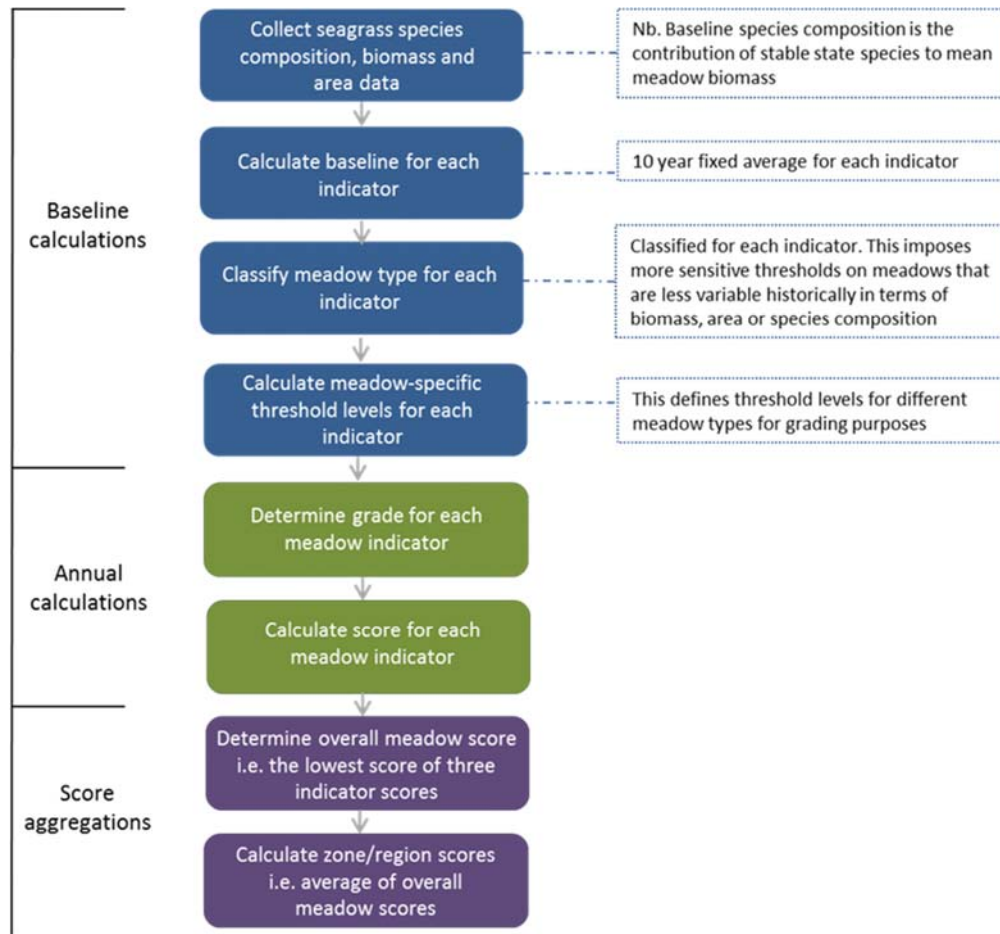 Baseline
calculations
Collect seagrass species
composition, biomass and
area data
Nb. Baseline species composition is the
contribution of stable state species to mean
meadow biomass
Calculate baseline for each
indicator
10 year fixed average for each indicator
Classify meadow type for each
indicator
Classified for each indicator. This imposes
more sensitive thresholds on meadows that
are less variable historically in terms of
biomass, area or species composition
Calculate meadow-specific
threshold levels for each
indicator
This defines threshold levels for different
meadow types for grading purposes
Annual
calculations
Determine grade for each
meadow indicator
Calculate score for each
meadow indicator
Score
aggregations
Determine overall meadow score
i.e. the lowest score of three
indicator scores
Calculate zone/region scores
i.e. average of overall
meadow scores